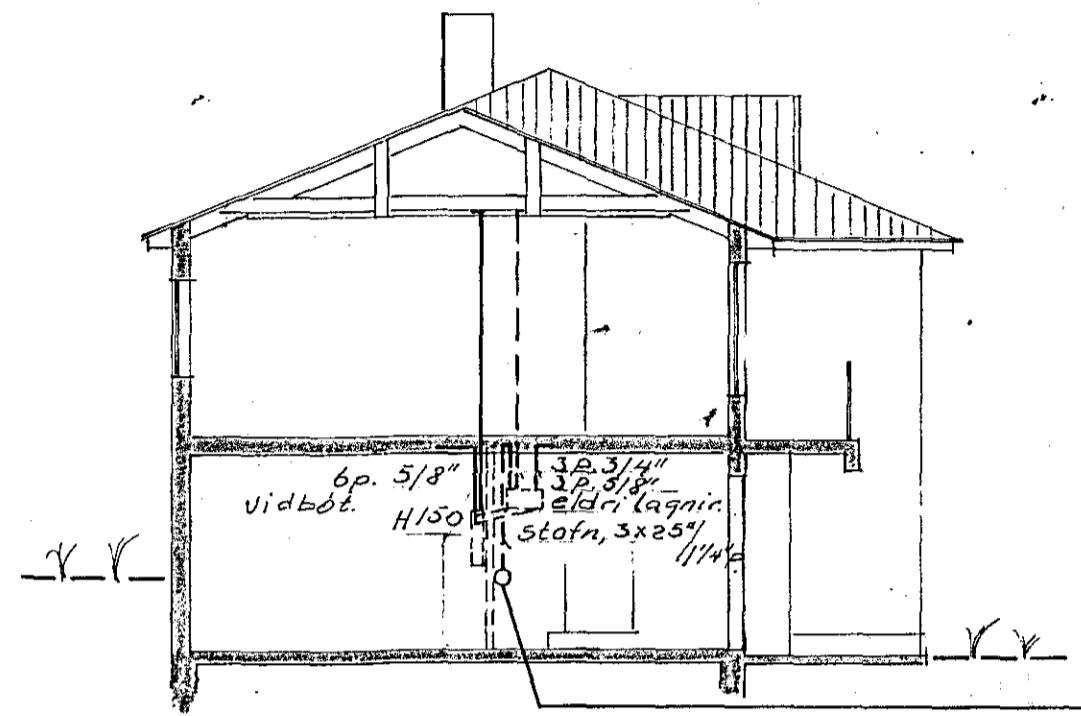 6p. 5/8"
vidbót.
H150
3p. 3/4"
3p. 5/8"
eldri lagnir.
stofn, 3x25"/
1 1/4"p